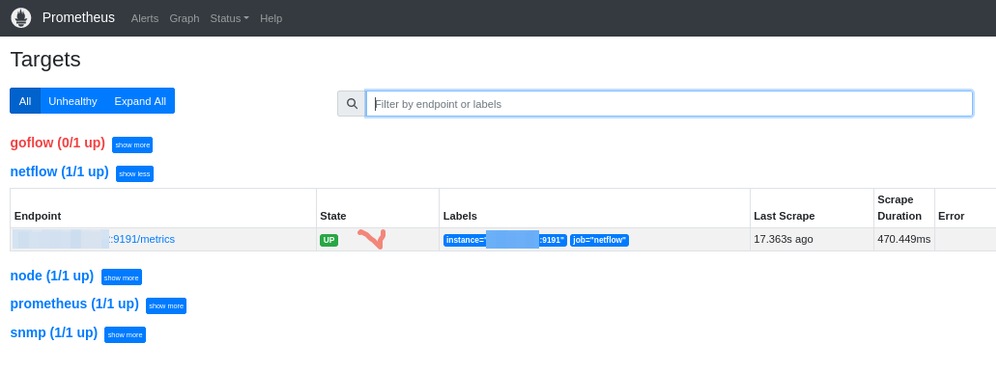 Prometheus Alerts Graph Status Help
Targets
All Unhealthy Expand All
Filter by endpoint or labels
goflow (0/1 up) show more
netflow (1/1 up) show less
Endpoint State Labels Last Scrape Scrape Duration Error
:9191/metrics UP instance=" :9191" job="netflow" 17.363s ago 470.449ms
node (1/1 up) show more
prometheus (1/1 up) show more
snmp (1/1 up) show more